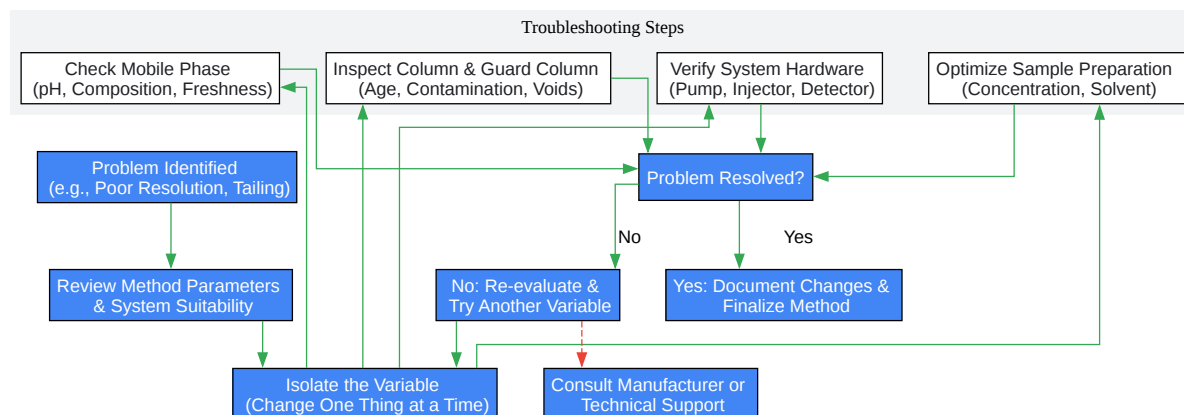 Troubleshooting Steps
Check Mobile Phase
(pH, Composition, Freshness)
Inspect Column & Guard Column
(Age, Contamination, Voids)
Verify System Hardware
(Pump, Injector, Detector)
Optimize Sample Preparation
(Concentration, Solvent)
Problem Identified
(e.g., Poor Resolution, Tailing)
Problem Resolved?
No
Yes
Review Method Parameters
& System Suitability
No: Re-evaluate &
Try Another Variable
Yes: Document Changes &
Finalize Method
Isolate the Variable
(Change One Thing at a Time)
Consult Manufacturer or
Technical Support